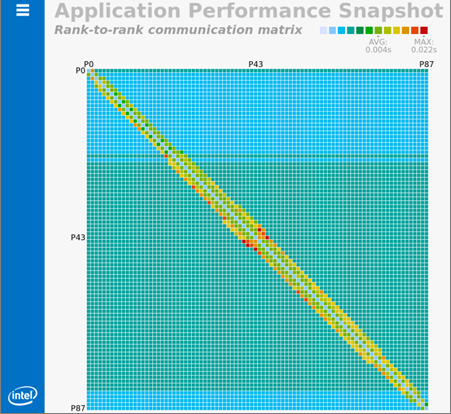 Application Performance Snapshot
Rank-to-rank communication matrix
AVG:
0.004s
MAX:
0.022s
P0
P43
P87
P0
P43
P87
intel